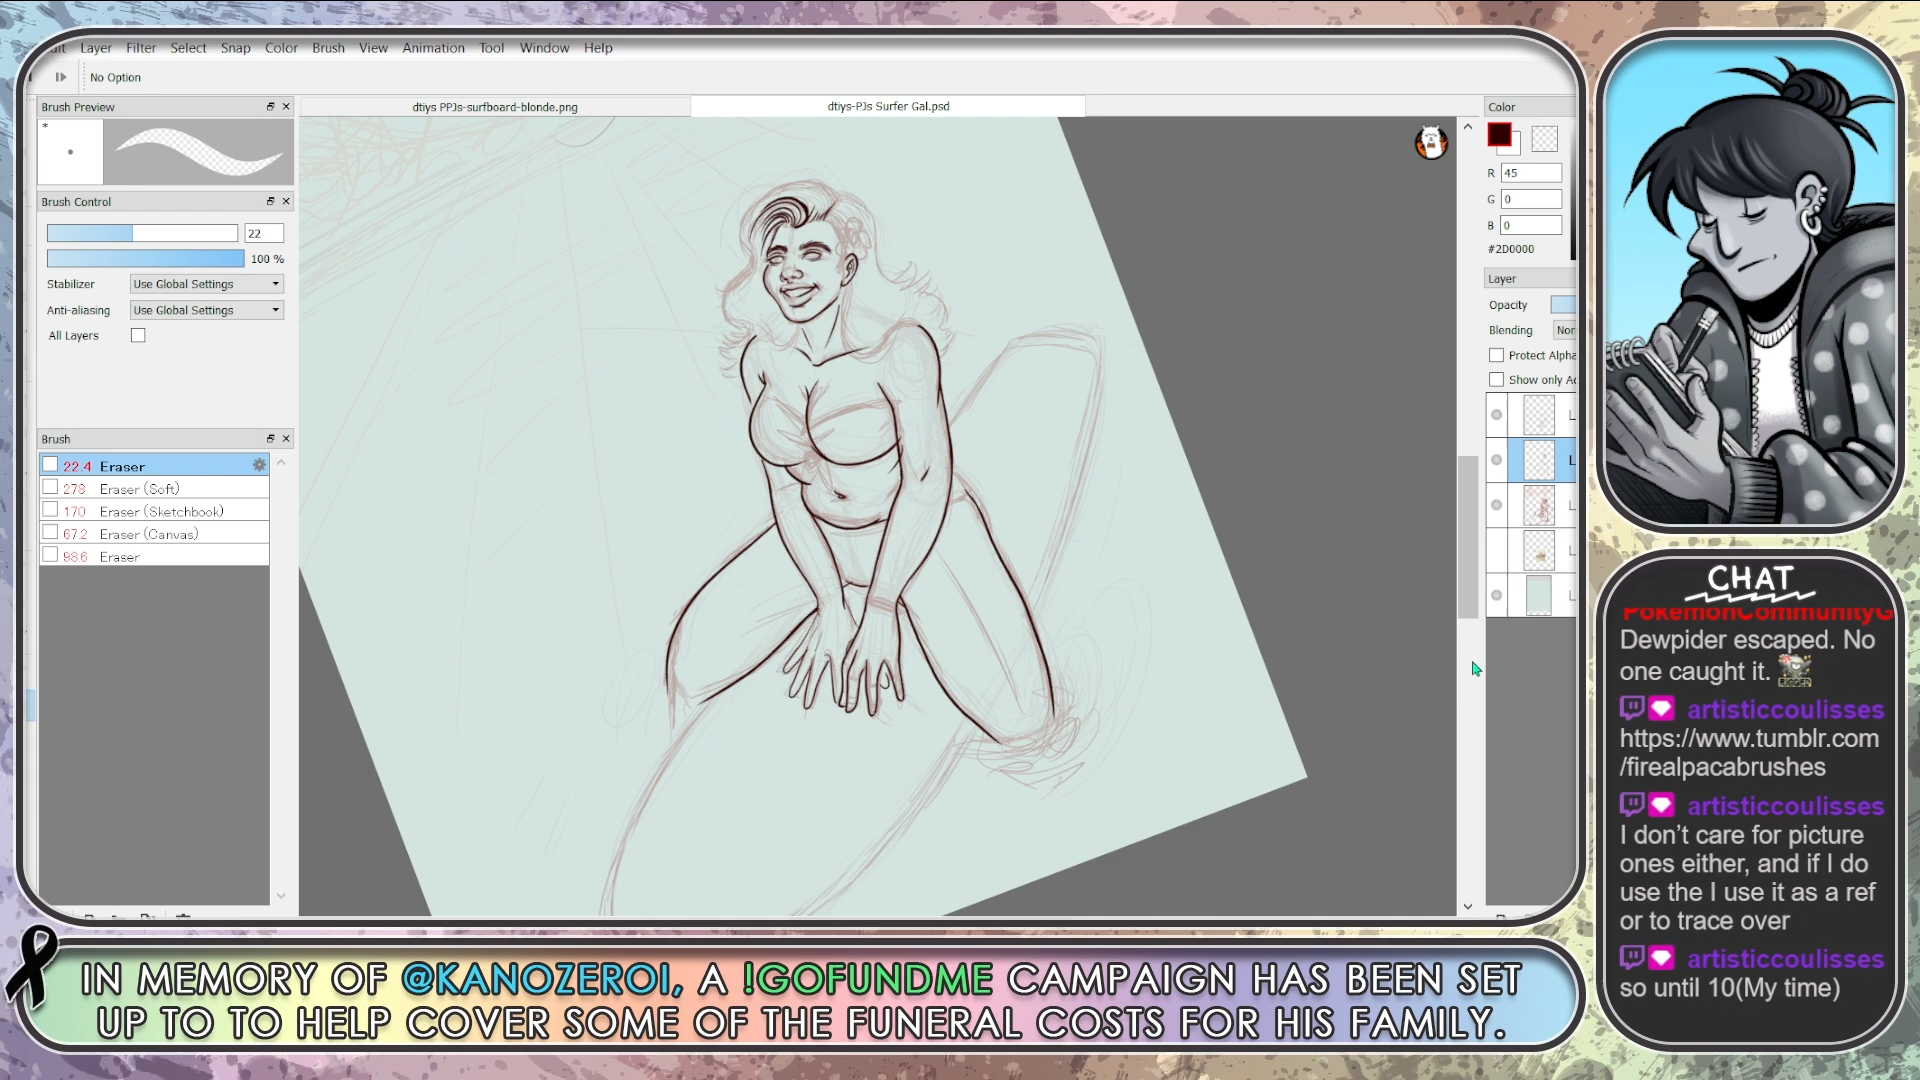 Layer Filter Select Snap Color Brush View Animation Tool Window Help
No Option
Brush Preview
dtiys PPJs-surfboard-blonde.png
dtiys-PJs Surfer Gal.psd
Color
*
Brush Control
22
100 %
Stabilizer Use Global Settings
Anti-aliasing Use Global Settings
All Layers
Brush
22.4 Eraser
278 Eraser (Soft)
170 Eraser (Sketchbook)
67.2 Eraser (Canvas)
98.6 Eraser
R 45
G 0
B 0
#2D0000
Layer
Opacity
Blending Nor
Protect Alpha
Show only
CHAT
PokemonCommunityG
Dewpider escaped. No
one caught it.
artisticcoulisses
https://www.tumblr.com
/firealpacabrushes
artisticcoulisses
I don't care for picture
ones either, and if I do
use the I use it as a ref
or to trace over
artisticcoulisses
so until 10(My time)
IN MEMORY OF @KANOZEROI, A !GOFUNDME CAMPAIGN HAS BEEN SET
UP TO TO HELP COVER SOME OF THE FUNERAL COSTS FOR HIS FAMILY.